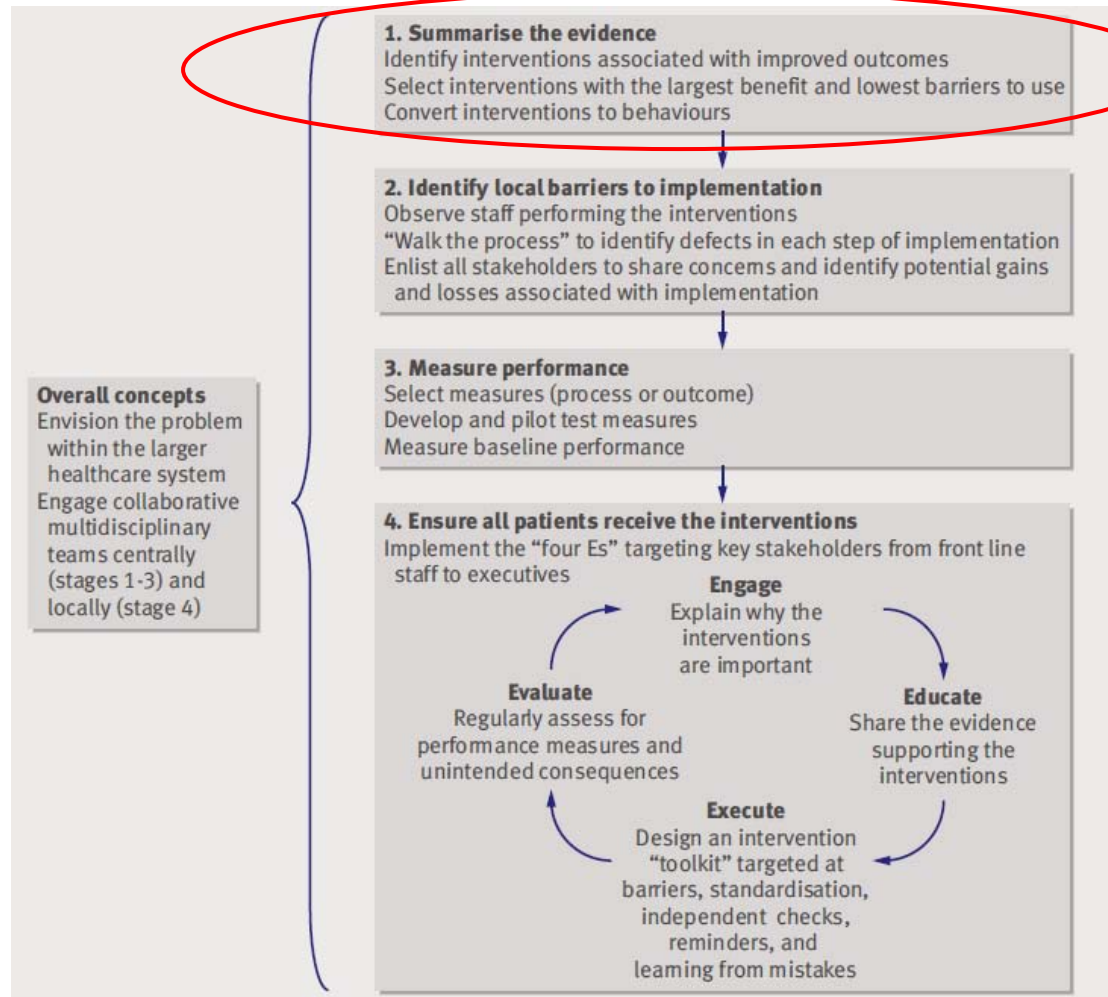 1. Summarise the evidence
Identify interventions associated with improved outcomes
Select interventions with the largest benefit and lowest barriers to use
Convert interventions to behaviours
2. Identify local barriers to implementation
Observe staff performing the interventions
“Walk the process” to identify defects in each step of implementation
Enlist all stakeholders to share concerns and identify potential gains
and losses associated with implementation
3. Measure performance
Select measures (process or outcome)
Develop and pilot test measures
Measure baseline performance
Overall concepts
Envision the problem
within the larger
healthcare system
Engage collaborative
multidisciplinary
teams centrally
(stages 1-3) and
locally (stage 4)
4. Ensure all patients receive the interventions
Implement the “four Es” targeting key stakeholders from front line
staff to executives
Engage
Explain why the
interventions
are important
Educate
Share the evidence
supporting the
interventions
Execute
Design an intervention
“toolkit” targeted at
barriers, standardisation,
independent checks,
reminders, and
learning from mistakes
Evaluate
Regularly assess for
performance measures and
unintended consequences